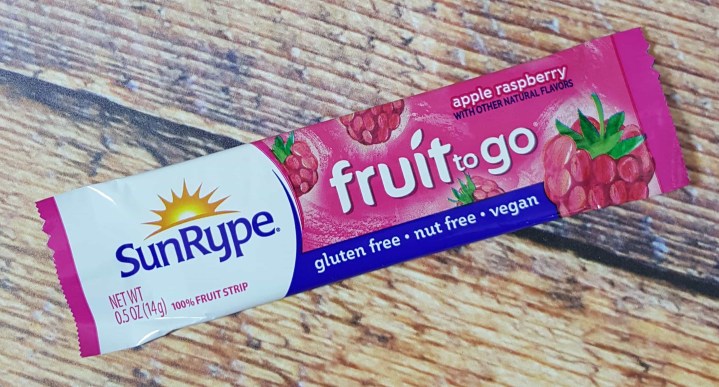 SunRype®
NET WT
0.5 OZ (14g)
100% FRUIT STRIP
fruit to go
apple raspberry
WITH OTHER NATURAL FLAVORS
gluten free • nut free • vegan